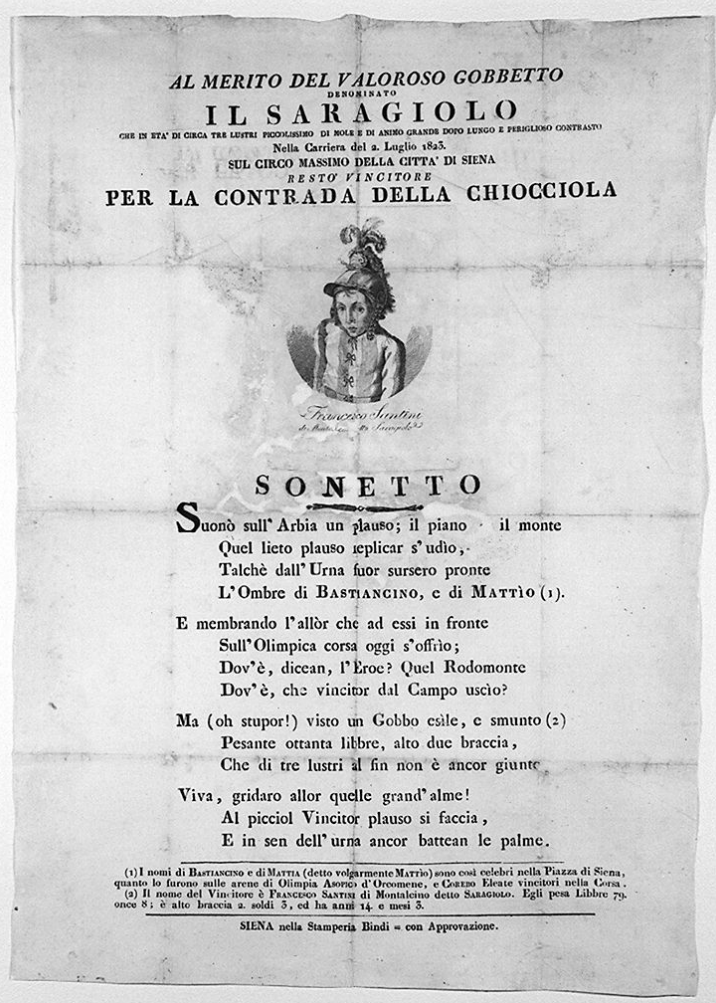 AL MERITO DEL VALOROSO GOBBETTO
DENOMINATO
IL SARAGIOLO
CHE IN ETA' DI CIRCA TRE LUSTRI PICCOLISSIMO DI MOLE E DI ANIMO GRANDE DOPO LUNGO E PERIGLIOSO CONTRASTO
Nella Carriera del 2. Luglio 1823.
SUL CIRCO MASSIMO DELLA CITTA' DI SIENA
RESTO' VINCITORE
PER LA CONTRADA DELLA CHIOCCIOLA
Francesco Santini
Saragiolo
SONETTO
Suonò sull' Arbia un plauso; il piano il monte
Quel lieto plauso replicar s' udìo,
Talchè dall' Urna fuor sursero pronte
L'Ombre di BASTIANCINO, e di MATTÌO (1).
E membrando l'allòr che ad essi in fronte
Sull'Olimpica corsa oggi s'offrìo;
Dov'è, dicean, l'Eroe? Quel Rodomonte
Dov'è, che vincitor dal Campo uscìo?
Ma (oh stupor!) visto un Gobbo esìle, e smunto (2)
Pesante ottanta libbre, alto due braccia,
Che di tre lustri al fin non è ancor giunto
Viva, gridaro allor quelle grand' alme!
Al picciol Vincitor plauso si faccia,
E in sen dell' urna ancor battean le palme.
(1) I nomi di BASTIANCINO e di MATTIA (detto volgarmente MATTÌO) sono così celebri nella Piazza di Siena,
quanto lo furono sulle arene di Olimpia ASOPICO d'Orcomene, e COREBO Eleate vincitori nella Corsa.
(2) Il nome del Vincitore è FRANCESCO SANTINI di Montalcino detto SARAGIOLO. Egli pesa Libbre 79.
once 8; è alto braccia 2. soldi 3, ed ha anni 14. e mesi 3.
SIENA nella Stamperia Bindi = con Approvazione.